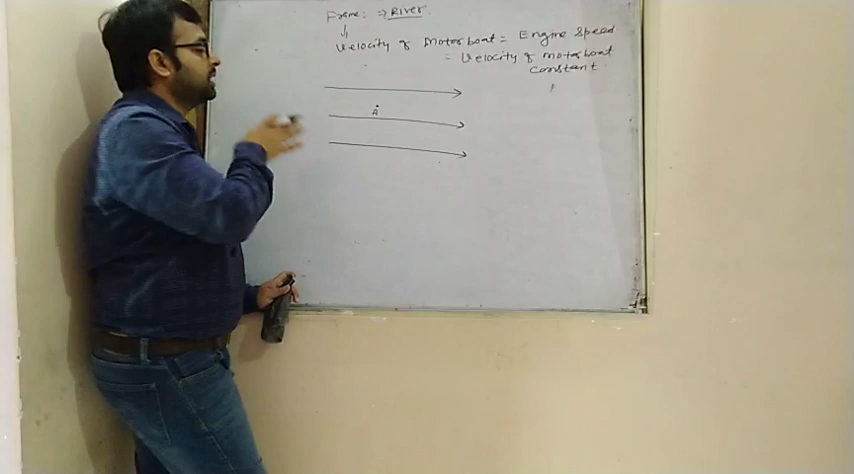 Frame: ⇒ River.
↓
Velocity of Motorboat = Engine Speed
= Velocity of motorboat
constant.
A